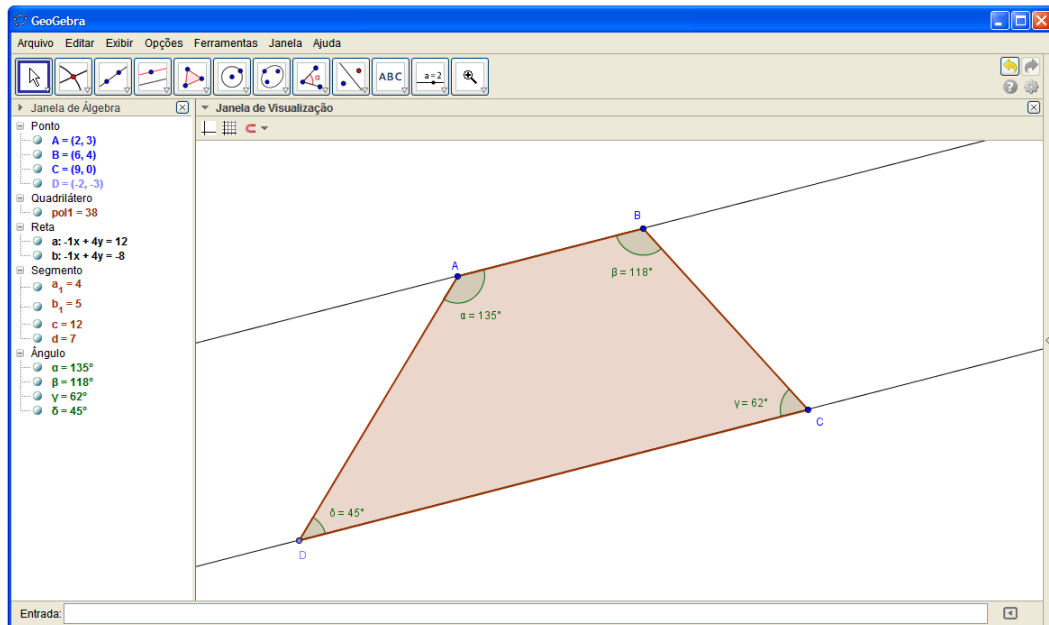 GeoGebra
Arquivo Editar Exibir Opções Ferramentas Janela Ajuda
ABC
a=2
α
Janela de Álgebra
Janela de Visualização
Ponto
A = (2, 3)
B = (6, 4)
C = (9, 0)
D = (-2, -3)
Quadrilátero
pol1 = 38
Reta
a: -1x + 4y = 12
b: -1x + 4y = -8
Segmento
a₁ = 4
b₁ = 5
c = 12
d = 7
Ângulo
α = 135°
β = 118°
γ = 62°
δ = 45°
B
β = 118°
A
α = 135°
γ = 62°
C
δ = 45°
D
Entrada: